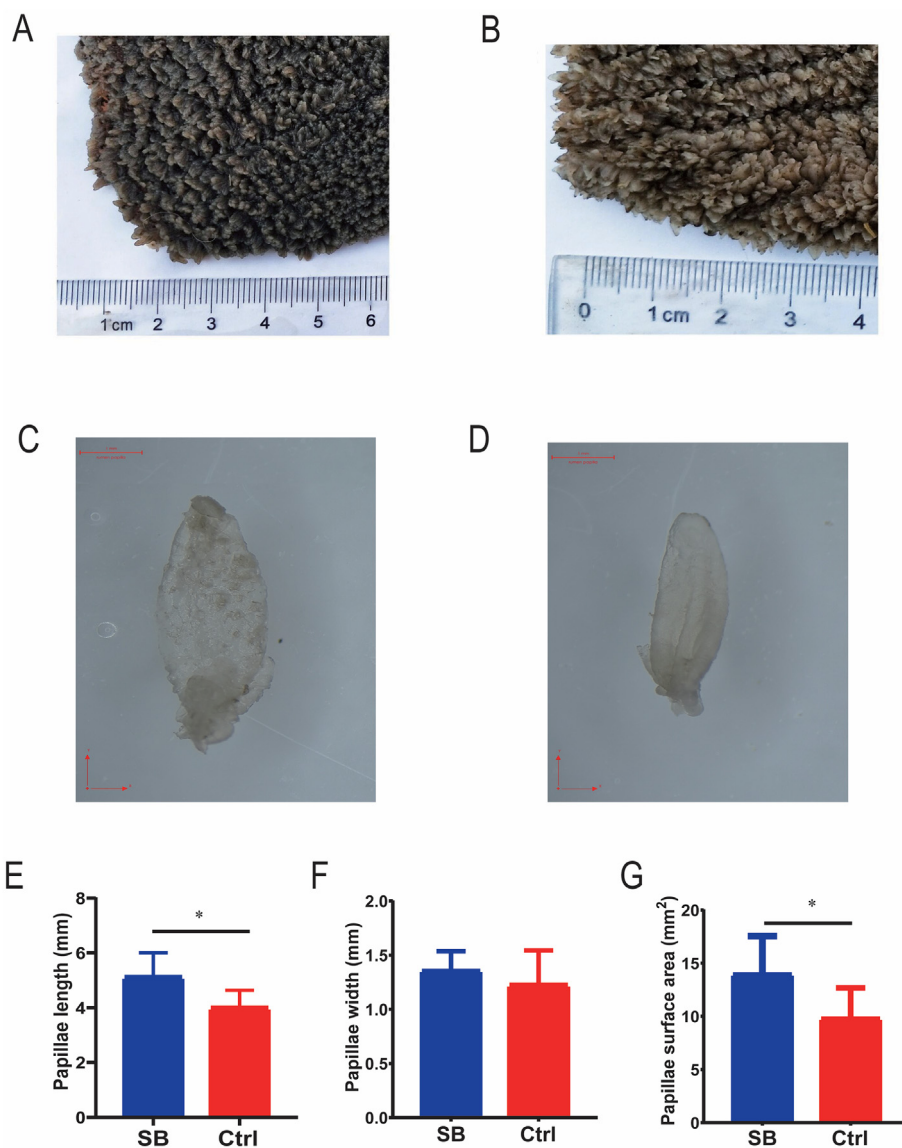 A
B
1 cm 2 3 4 5 6
0 1 cm 2 3 4
C
D
E
F
G
Papillae length (mm)
8
6
4
2
0
*
SB Ctrl
Papillae width (mm)
2.0
1.5
1.0
0.5
0.0
SB Ctrl
Papillae surface area (mm²)
20
15
10
5
0
*
SB Ctrl